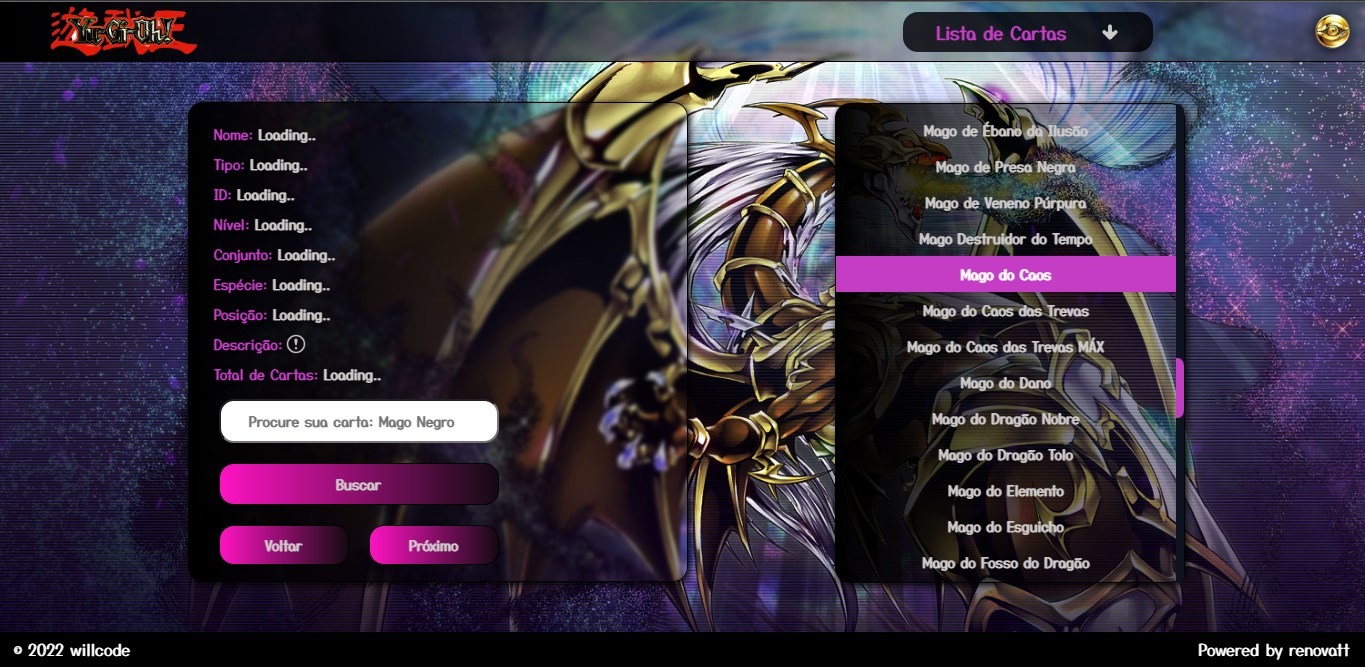 遊戯王
Yu-Gi-Oh!
Lista de Cartas
Nome: Loading..
Tipo: Loading..
ID: Loading..
Nível: Loading..
Conjunto: Loading..
Espécie: Loading..
Posição: Loading..
Descrição:
Total de Cartas: Loading..
Procure sua carta: Mago Negro
Buscar
Voltar
Próximo
Mago de Ébano da Ilusão
Mago de Presa Negra
Mago de Veneno Púrpura
Mago Destruidor do Tempo
Mago do Caos
Mago do Caos das Trevas
Mago do Caos das Trevas MÁX
Mago do Dano
Mago do Dragão Nobre
Mago do Dragão Tolo
Mago do Elemento
Mago do Esguicho
Mago do Fosso do Dragão
© 2022 willcode
Powered by renovatt